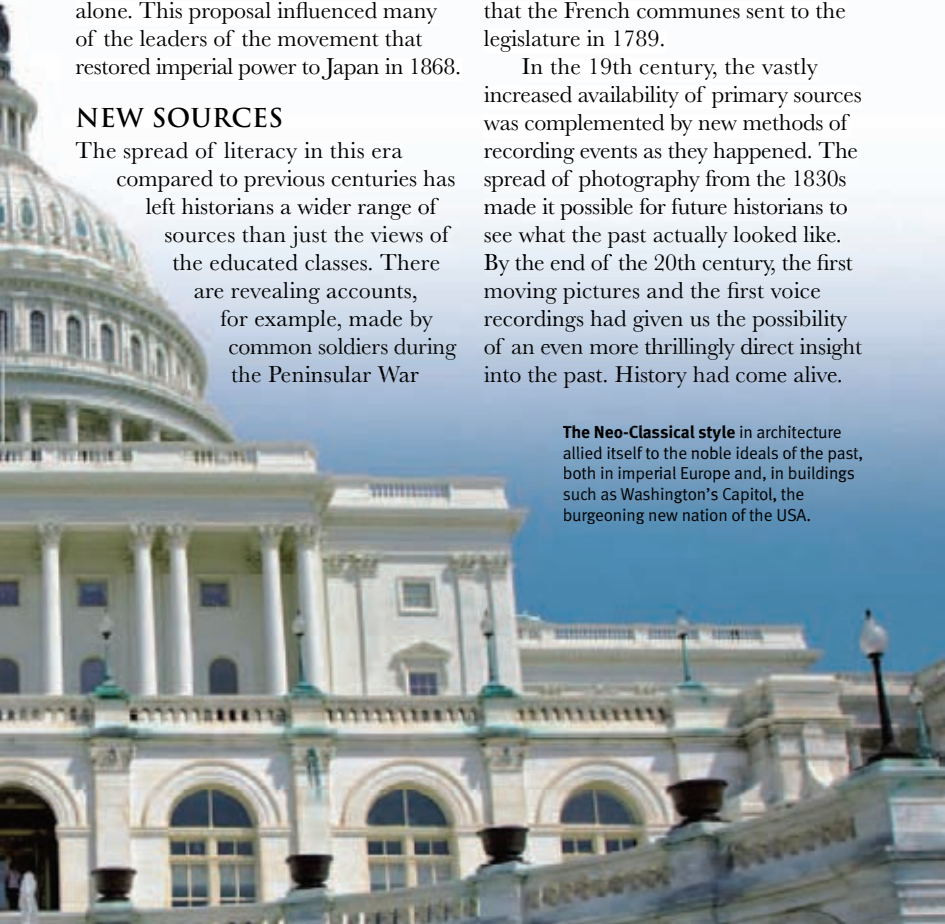 alone. This proposal influenced many
of the leaders of the movement that
restored imperial power to Japan in 1868.
NEW SOURCES
The spread of literacy in this era
compared to previous centuries has
left historians a wider range of
sources than just the views of
the educated classes. There
are revealing accounts,
for example, made by
common soldiers during
the Peninsular War
that the French communes sent to the
legislature in 1789.
In the 19th century, the vastly
increased availability of primary sources
was complemented by new methods of
recording events as they happened. The
spread of photography from the 1830s
made it possible for future historians to
see what the past actually looked like.
By the end of the 20th century, the first
moving pictures and the first voice
recordings had given us the possibility
of an even more thrillingly direct insight
into the past. History had come alive.
The Neo-Classical style in architecture
allied itself to the noble ideals of the past,
both in imperial Europe and, in buildings
such as Washington's Capitol, the
burgeoning new nation of the USA.